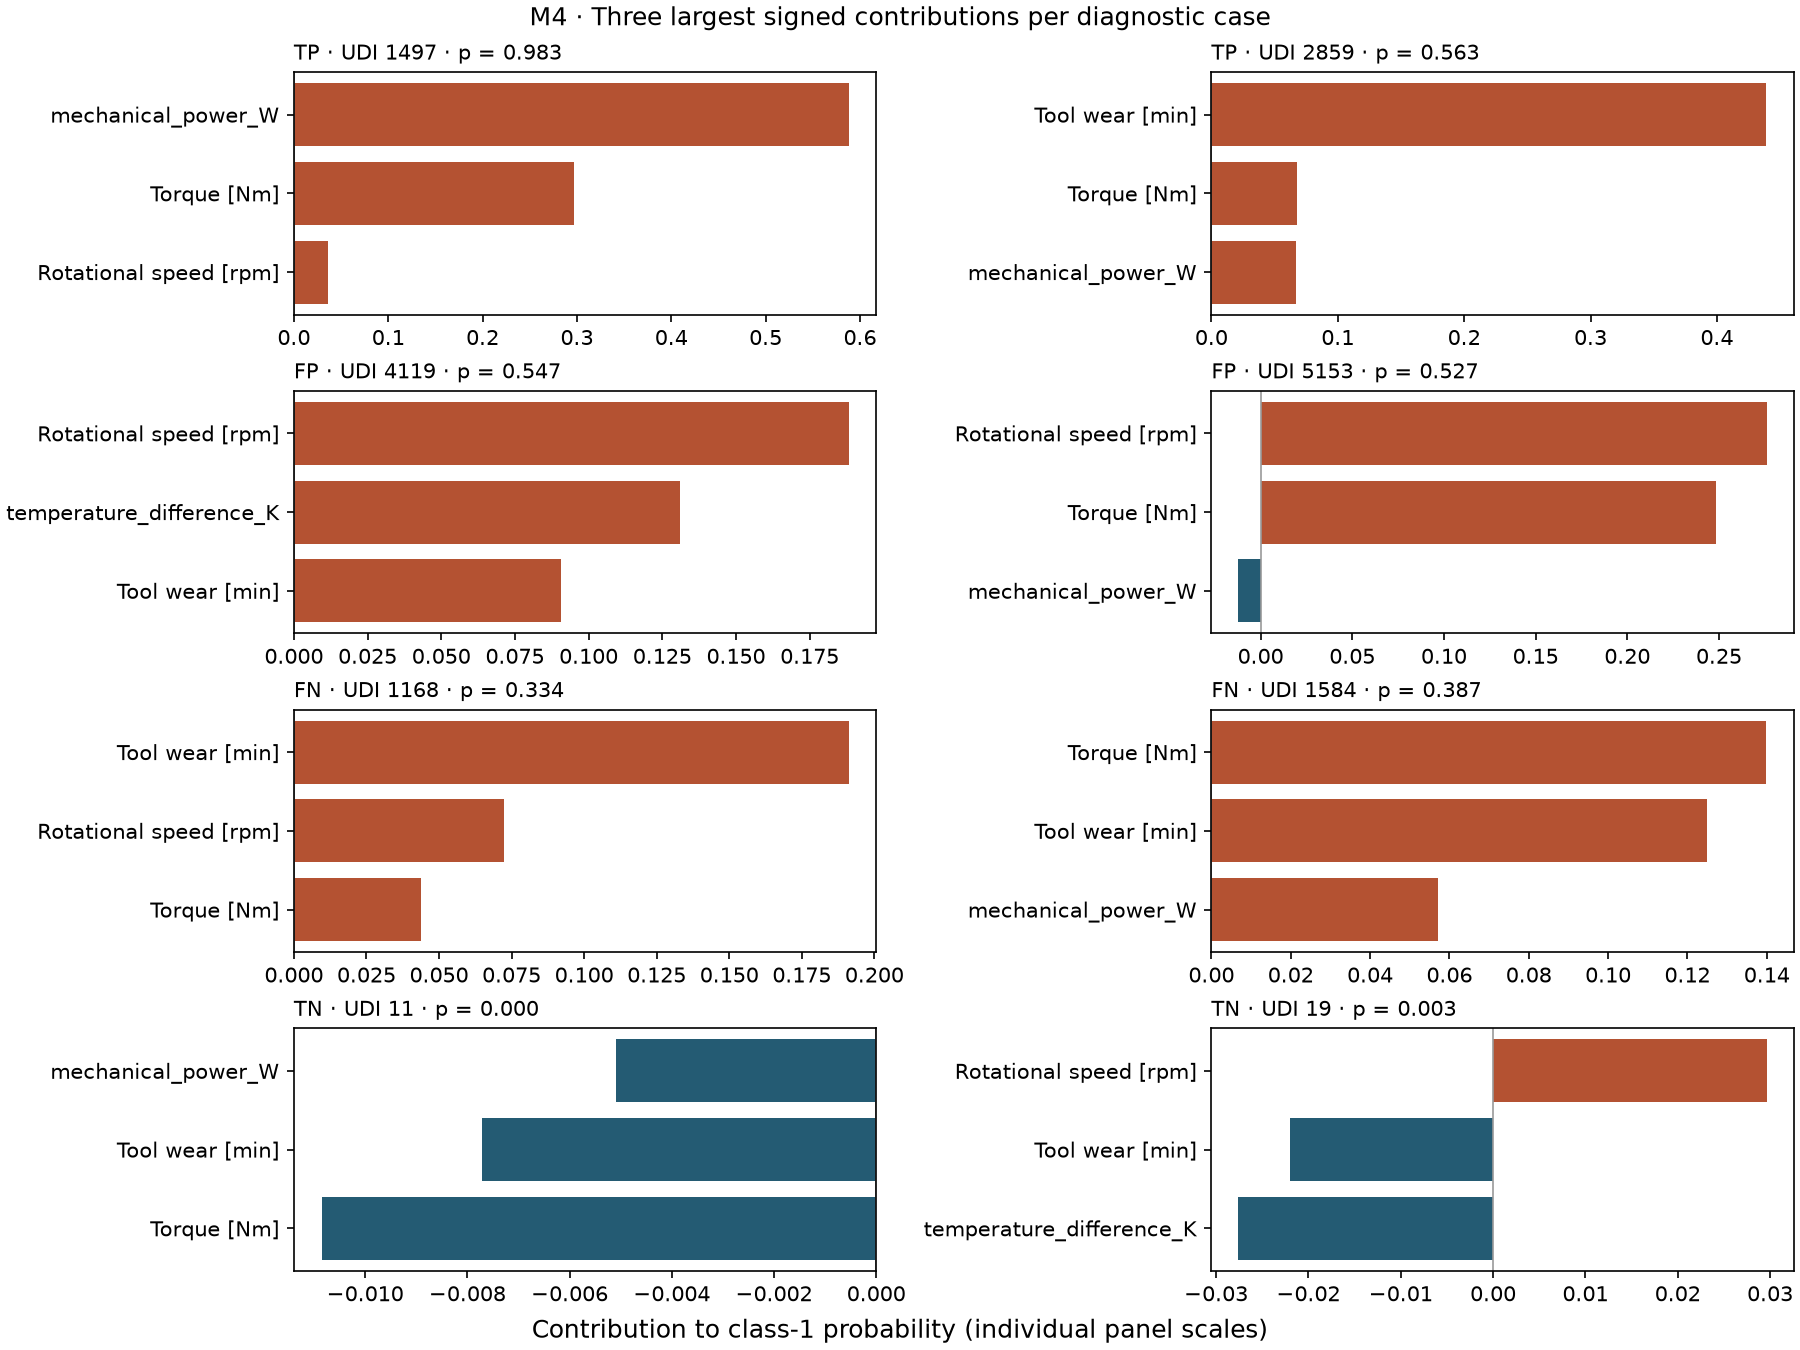 M4 · Three largest signed contributions per diagnostic case
TP · UDI 1497 · p = 0.983
mechanical_power_W
Torque [Nm]
Rotational speed [rpm]
0.0 0.1 0.2 0.3 0.4 0.5 0.6
TP · UDI 2859 · p = 0.563
Tool wear [min]
Torque [Nm]
mechanical_power_W
0.0 0.1 0.2 0.3 0.4
FP · UDI 4119 · p = 0.547
Rotational speed [rpm]
temperature_difference_K
Tool wear [min]
0.000 0.025 0.050 0.075 0.100 0.125 0.150 0.175
FP · UDI 5153 · p = 0.527
Rotational speed [rpm]
Torque [Nm]
mechanical_power_W
0.00 0.05 0.10 0.15 0.20 0.25
FN · UDI 1168 · p = 0.334
Tool wear [min]
Rotational speed [rpm]
Torque [Nm]
0.000 0.025 0.050 0.075 0.100 0.125 0.150 0.175 0.200
FN · UDI 1584 · p = 0.387
Torque [Nm]
Tool wear [min]
mechanical_power_W
0.00 0.02 0.04 0.06 0.08 0.10 0.12 0.14
TN · UDI 11 · p = 0.000
mechanical_power_W
Tool wear [min]
Torque [Nm]
−0.010 −0.008 −0.006 −0.004 −0.002 0.000
TN · UDI 19 · p = 0.003
Rotational speed [rpm]
Tool wear [min]
temperature_difference_K
−0.03 −0.02 −0.01 0.00 0.01 0.02 0.03
Contribution to class-1 probability (individual panel scales)